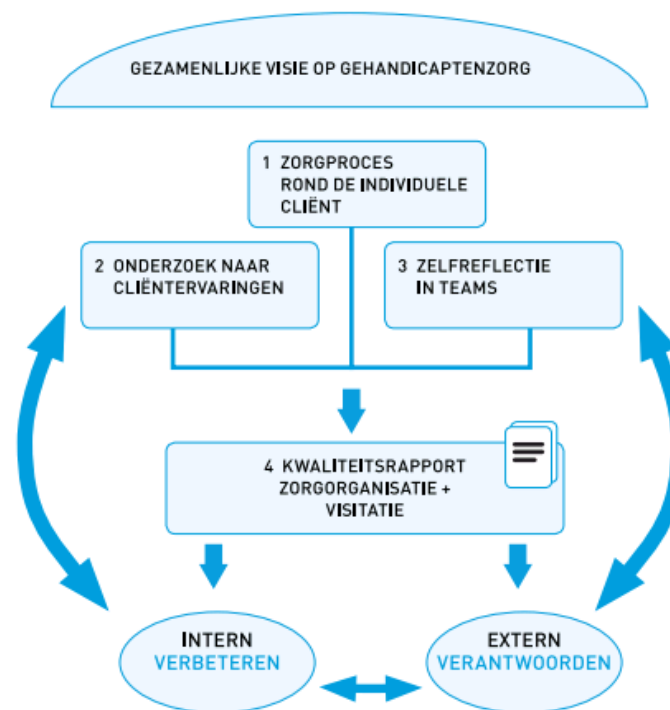 GEZAMENLIJKE VISIE OP GEHANDICAPTENZORG
1 ZORGPROCES
ROND DE INDIVIDUELE
CLIËNT
2 ONDERZOEK NAAR
CLIËNTERVARINGEN
3 ZELFREFLECTIE
IN TEAMS
4 KWALITEITSRAPPORT
ZORGORGANISATIE +
VISITATIE
INTERN
VERBETEREN
EXTERN
VERANTWOORDEN